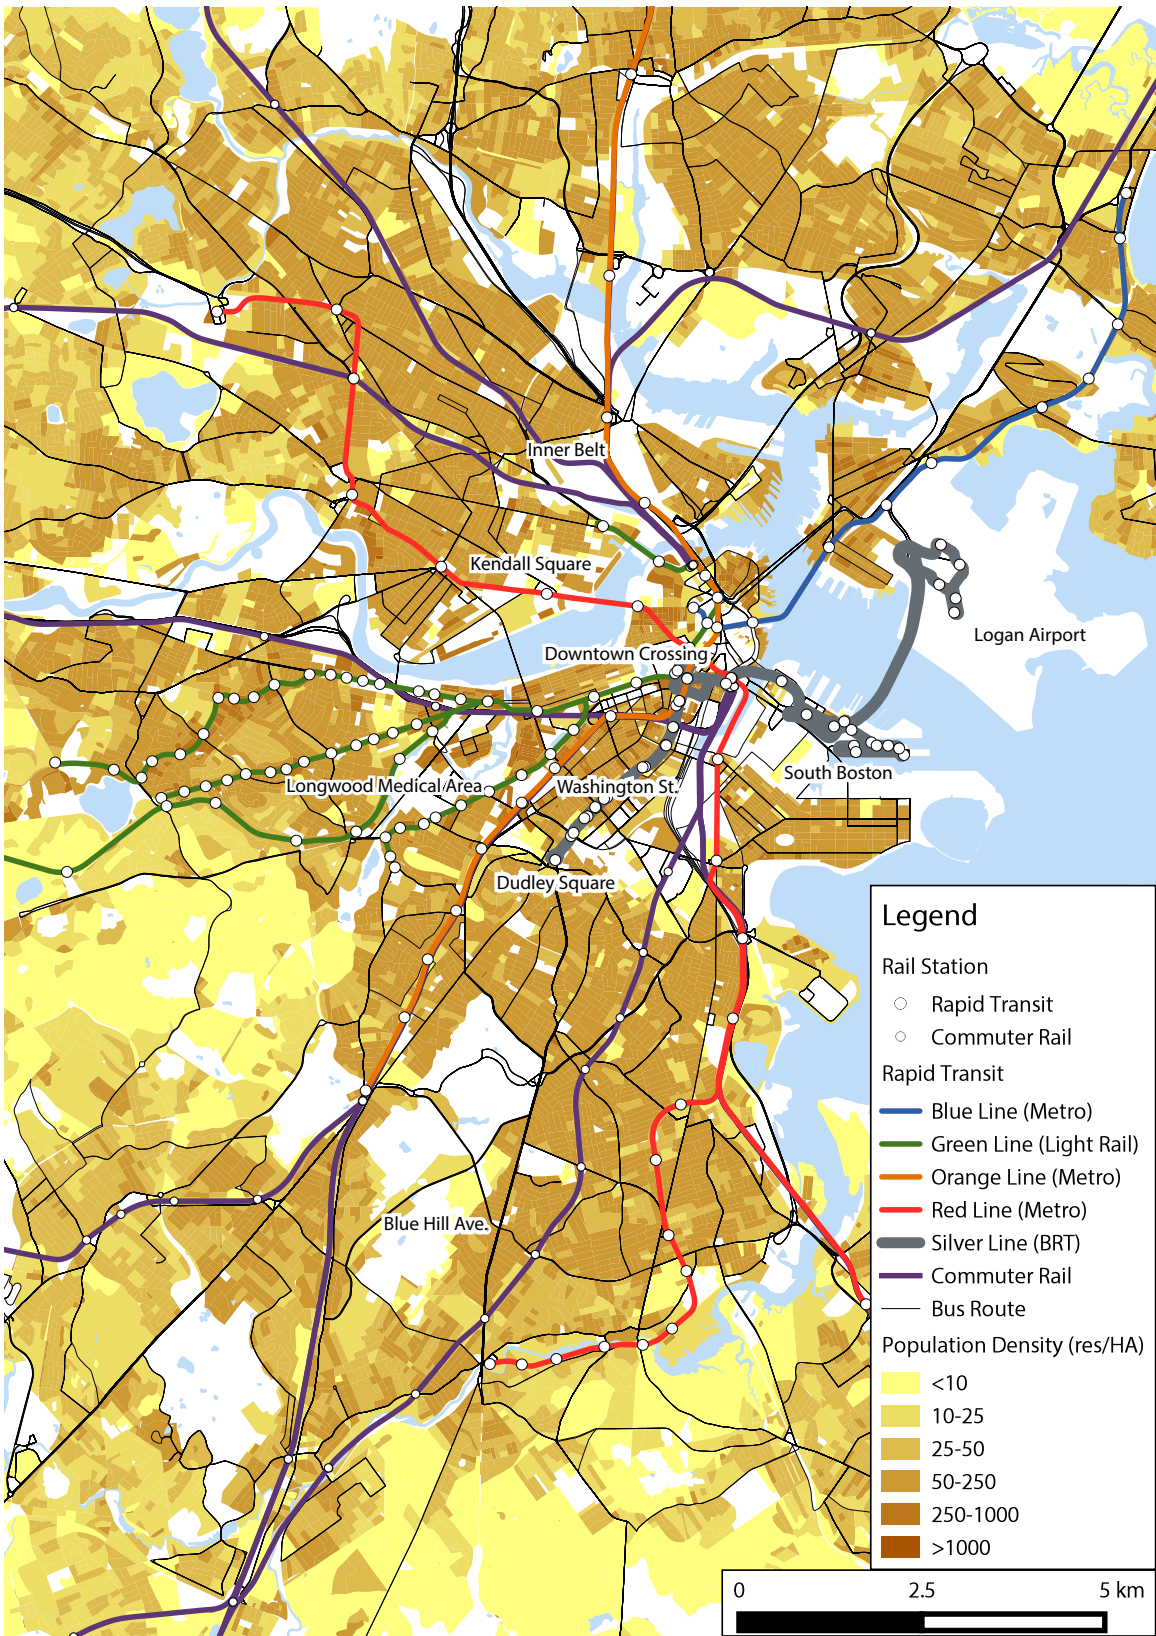 Inner Belt
Kendall Square
Logan Airport
Downtown Crossing
South Boston
Longwood Medical Area
Washington St.
Dudley Square
Blue Hill Ave.
Legend
Rail Station
Rapid Transit
Commuter Rail
Rapid Transit
Blue Line (Metro)
Green Line (Light Rail)
Orange Line (Metro)
Red Line (Metro)
Silver Line (BRT)
Commuter Rail
Bus Route
Population Density (res/HA)
<10
10-25
25-50
50-250
250-1000
>1000
0 2.5 5 km